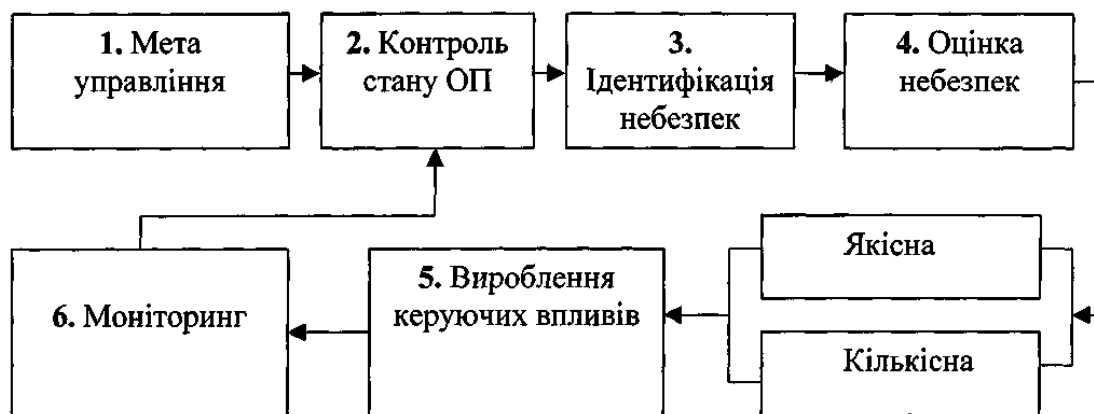 1. Мета
управління
2. Контроль
стану ОП
3.
Ідентифікація
небезпек
4. Оцінка
небезпек
Якісна
Кількісна
5. Вироблення
керуючих впливів
6. Моніторинг